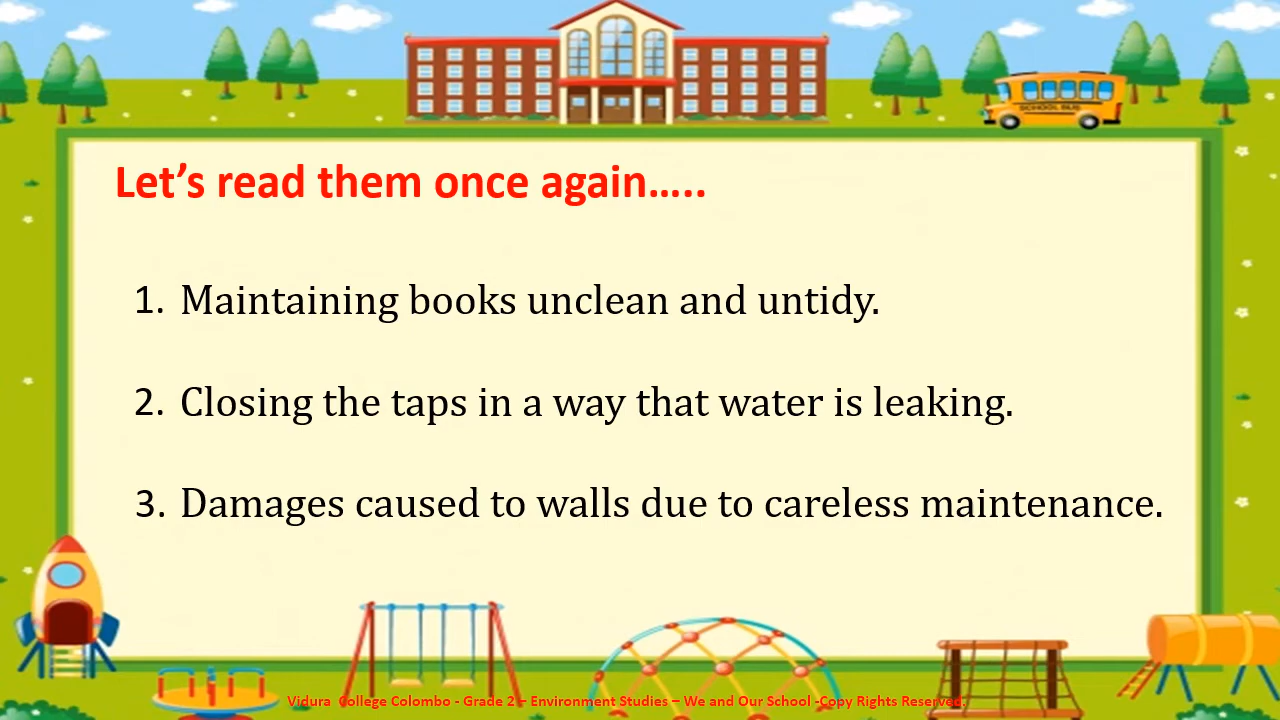 SCHOOL BUS
Let’s read them once again…..
1. Maintaining books unclean and untidy.
2. Closing the taps in a way that water is leaking.
3. Damages caused to walls due to careless maintenance.
Vidura College Colombo - Grade 2 – Environment Studies – We and Our School -Copy Rights Reserved.